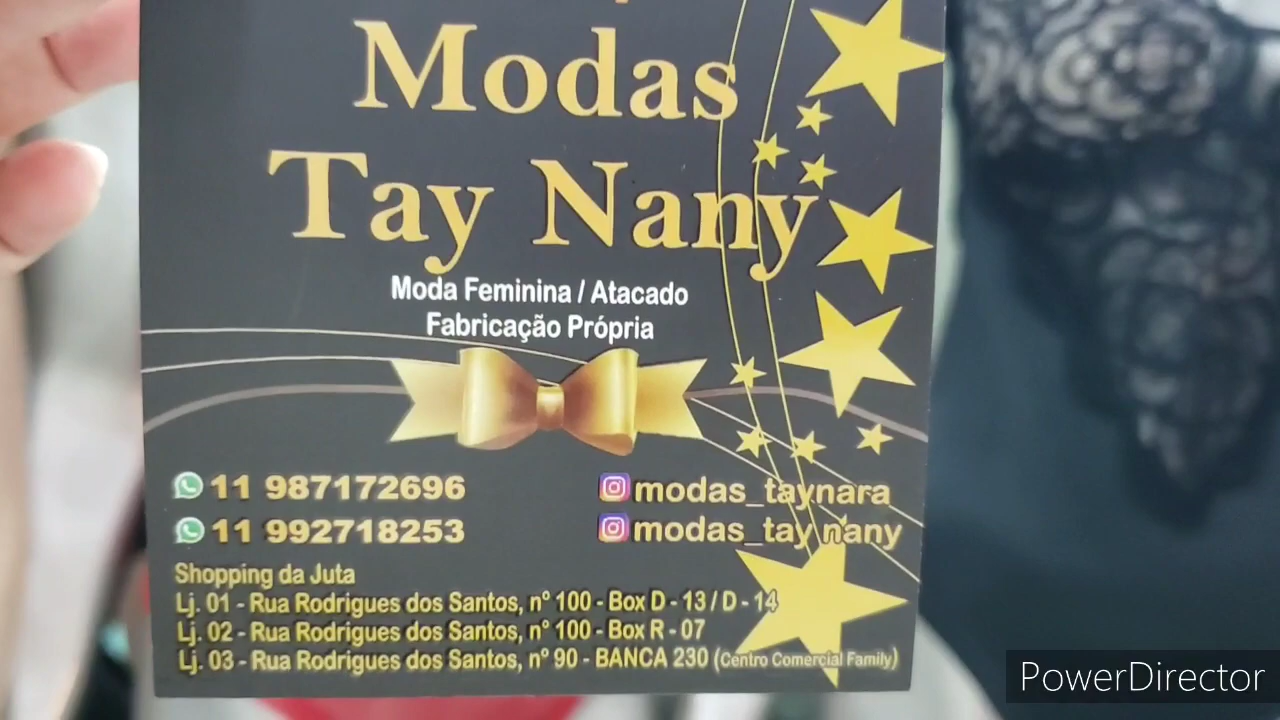 Modas
Tay Nany
Moda Feminina / Atacado
Fabricação Própria
11 987172696
11 992718253
modas_taynara
modas_tay nany
Shopping da Juta
Lj. 01 - Rua Rodrigues dos Santos, nº 100 - Box D - 13 / D - 14
Lj. 02 - Rua Rodrigues dos Santos, nº 100 - Box R - 07
Lj. 03 - Rua Rodrigues dos Santos, nº 90 - BANCA 230 (Centro Comercial Family)
PowerDirector